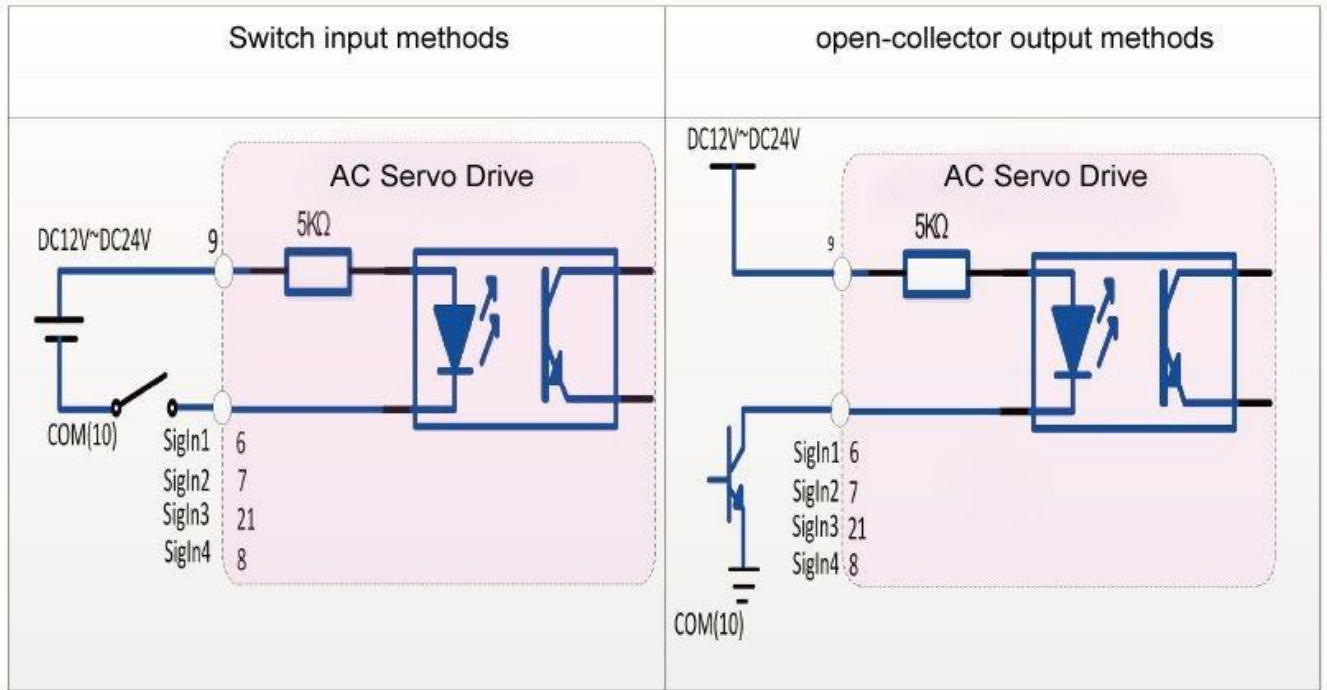 Switch input methods
open-collector output methods
AC Servo Drive
DC12V~DC24V
9
5KΩ
COM(10)
SigIn1 6
SigIn2 7
SigIn3 21
SigIn4 8
DC12V~DC24V
AC Servo Drive
9
5KΩ
SigIn1 6
SigIn2 7
SigIn3 21
SigIn4 8
COM(10)